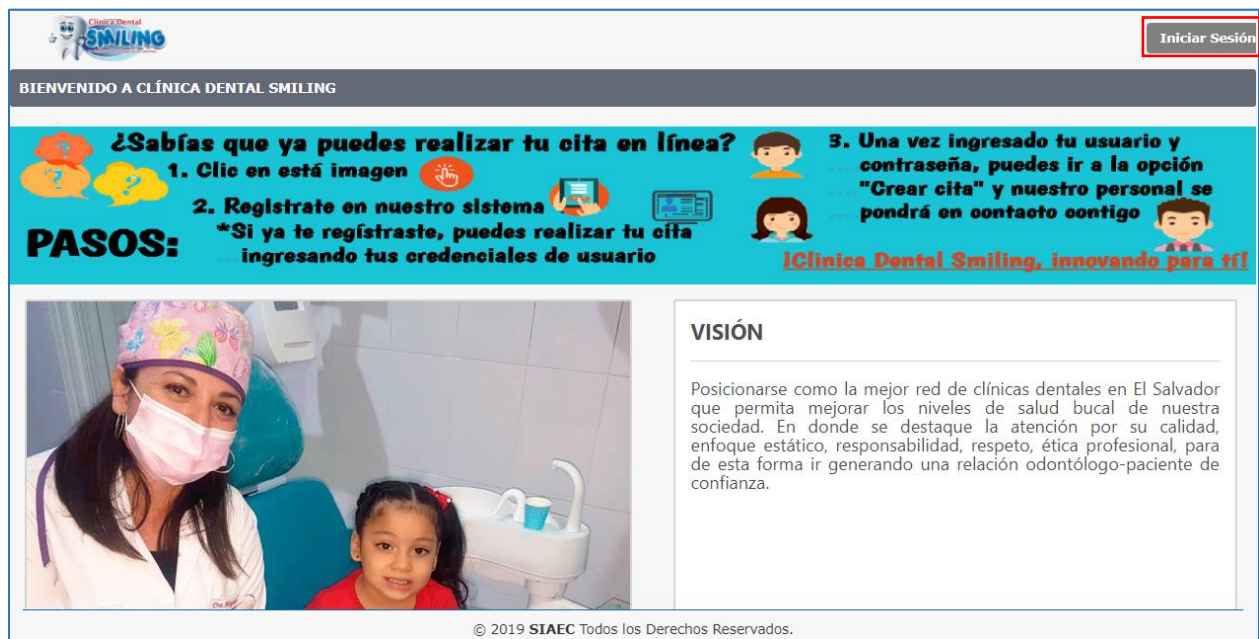 Clínica Dental
SMILING
Iniciar Sesión
BIENVENIDO A CLÍNICA DENTAL SMILING
¿Sabías que ya puedes realizar tu cita en línea?
1. Clic en está imagen
2. Registrate en nuestro sistema
*Si ya te regístraste, puedes realizar tu cita
ingresando tus credenciales de usuario
PASOS:
3. Una vez ingresado tu usuario y
contraseña, puedes ir a la opción
"Crear cita" y nuestro personal se
pondrá en contacto contigo
¡Clinica Dental Smiling, innovando para tí!
VISIÓN
Posicionarse como la mejor red de clínicas dentales en El Salvador
que permita mejorar los niveles de salud bucal de nuestra
sociedad. En donde se destaque la atención por su calidad,
enfoque estático, responsabilidad, respeto, ética profesional, para
de esta forma ir generando una relación odontólogo-paciente de
confianza.
© 2019 SIAEC Todos los Derechos Reservados.